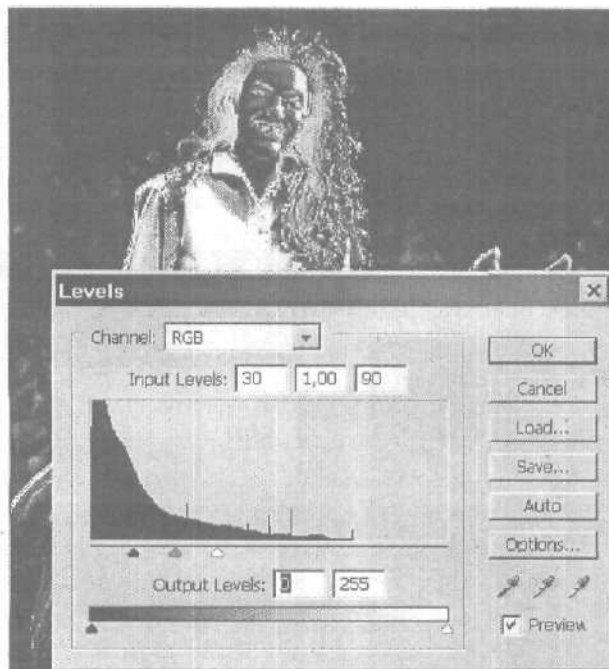 Levels
Channel: RGB
Input Levels: 30 1,00 90
Output Levels: 0 255
OK
Cancel
Load...
Save...
Auto
Options...
Preview